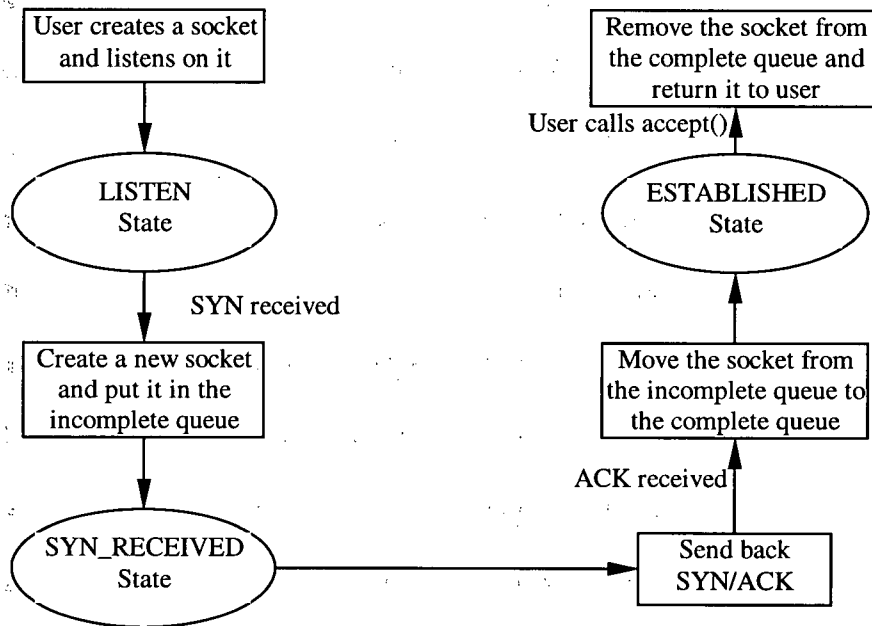 User creates a socket
and listens on it
LISTEN
State
SYN received
Create a new socket
and put it in the
incomplete queue
SYN_RECEIVED
State
Send back
SYN/ACK
ACK received
Move the socket from
the incomplete queue to
the complete queue
ESTABLISHED
State
User calls accept()
Remove the socket from
the complete queue and
return it to user